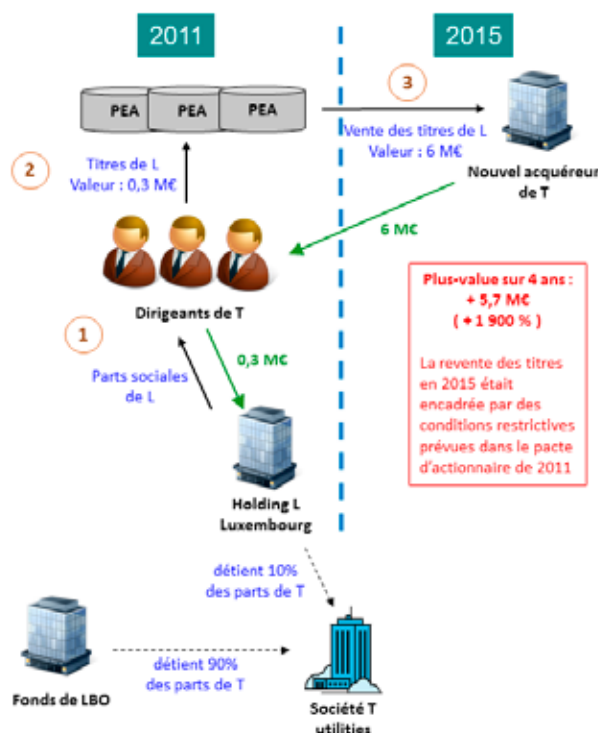 2011
2015
PEA
PEA
PEA
3
Vente des titres de L
Valeur : 6 M€
Nouvel acquéreur
de T
2
Titres de L
Valeur : 0,3 M€
6 M€
Dirigeants de T
Plus-value sur 4 ans :
+ 5,7 M€
( + 1 900 % )
La revente des titres
en 2015 était
encadrée par des
conditions restrictives
prévues dans le pacte
d'actionnaire de 2011
1
0,3 M€
Parts sociales
de L
Holding L
Luxembourg
détient 10%
des parts de T
détient 90%
des parts de T
Fonds de LBO
Société T
utilities